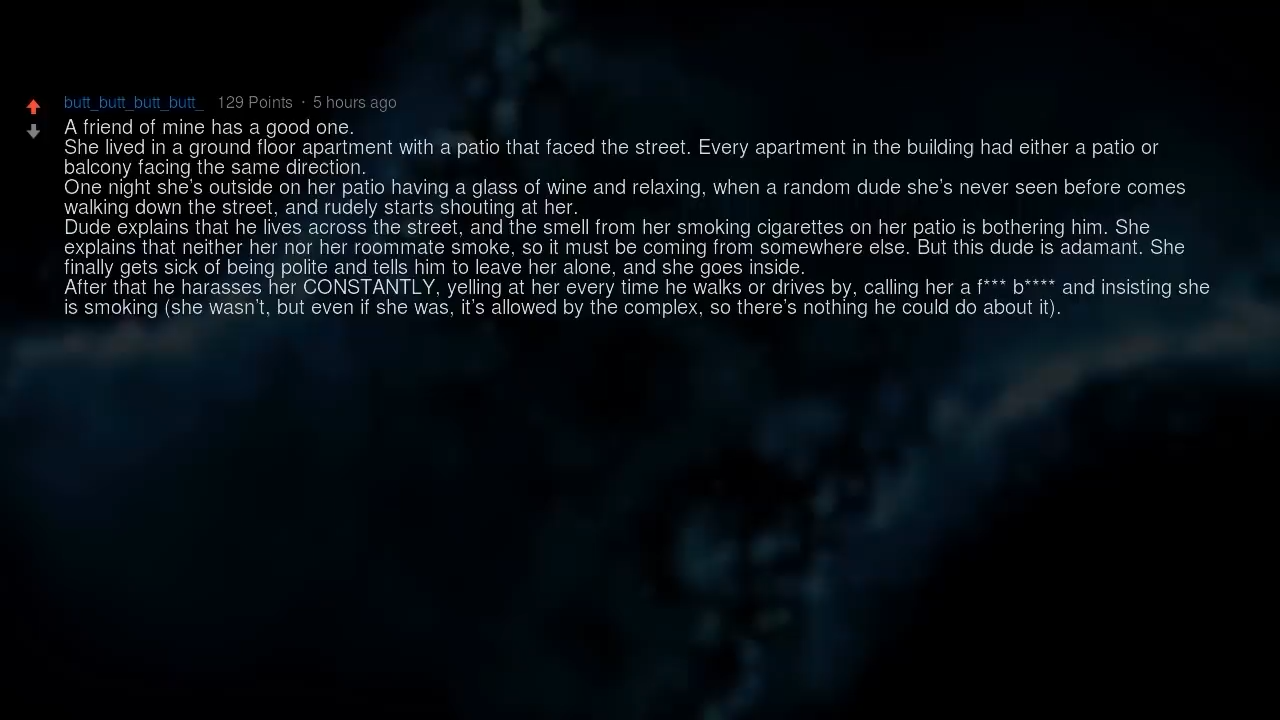 butt_butt_butt_butt_ 129 Points · 5 hours ago
A friend of mine has a good one.
She lived in a ground floor apartment with a patio that faced the street. Every apartment in the building had either a patio or
balcony facing the same direction.
One night she's outside on her patio having a glass of wine and relaxing, when a random dude she's never seen before comes
walking down the street, and rudely starts shouting at her.
Dude explains that he lives across the street, and the smell from her smoking cigarettes on her patio is bothering him. She
explains that neither her nor her roommate smoke, so it must be coming from somewhere else. But this dude is adamant. She
finally gets sick of being polite and tells him to leave her alone, and she goes inside.
After that he harasses her CONSTANTLY, yelling at her every time he walks or drives by, calling her a f*** b**** and insisting she
is smoking (she wasn't, but even if she was, it's allowed by the complex, so there's nothing he could do about it).